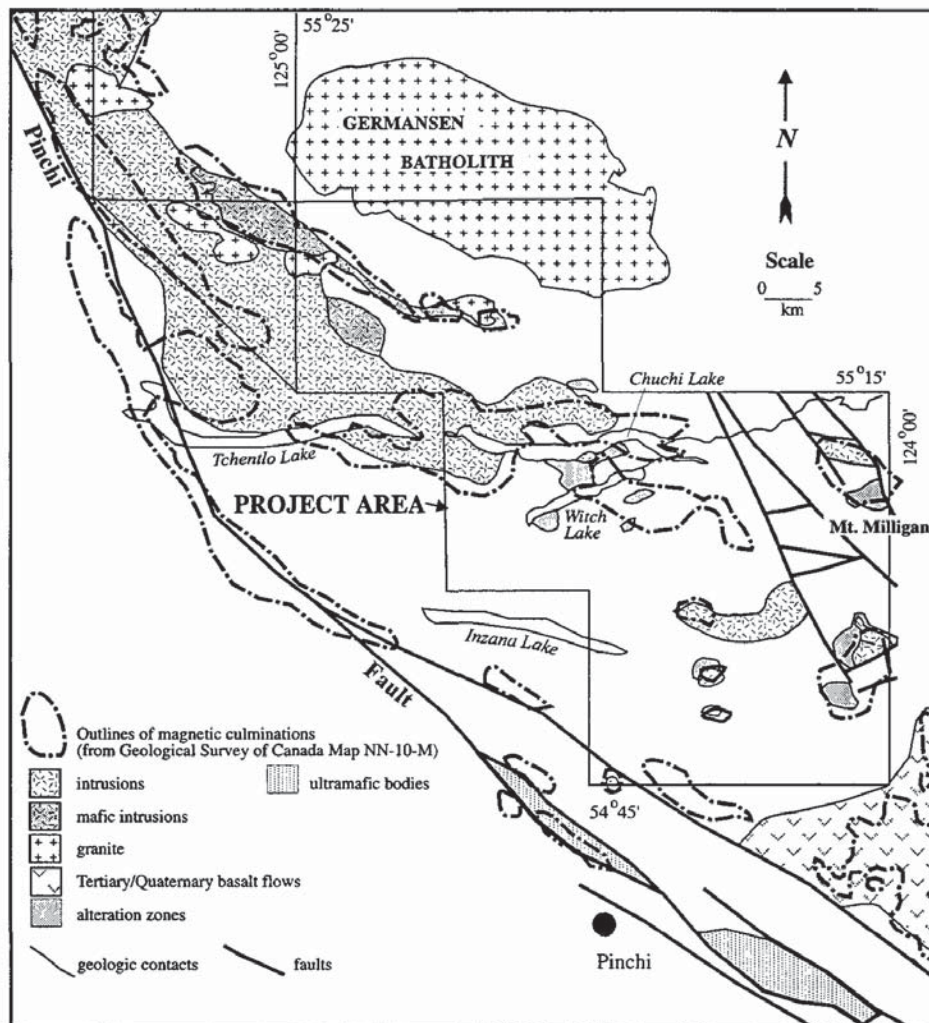 55°25'
125°00'
GERMANSEN
BATHOLITH
N
Scale
0 5
km
Pinchi
Chuchi Lake
55°15'
124°00'
Tchentlo Lake
PROJECT AREA
Witch
Lake
Mt. Milligan
Inzana Lake
Fault
Outlines of magnetic culminations
(from Geological Survey of Canada Map NN-10-M)
intrusions
ultramafic bodies
mafic intrusions
granite
Tertiary/Quaternary basalt flows
alteration zones
geologic contacts
faults
54°45'
Pinchi